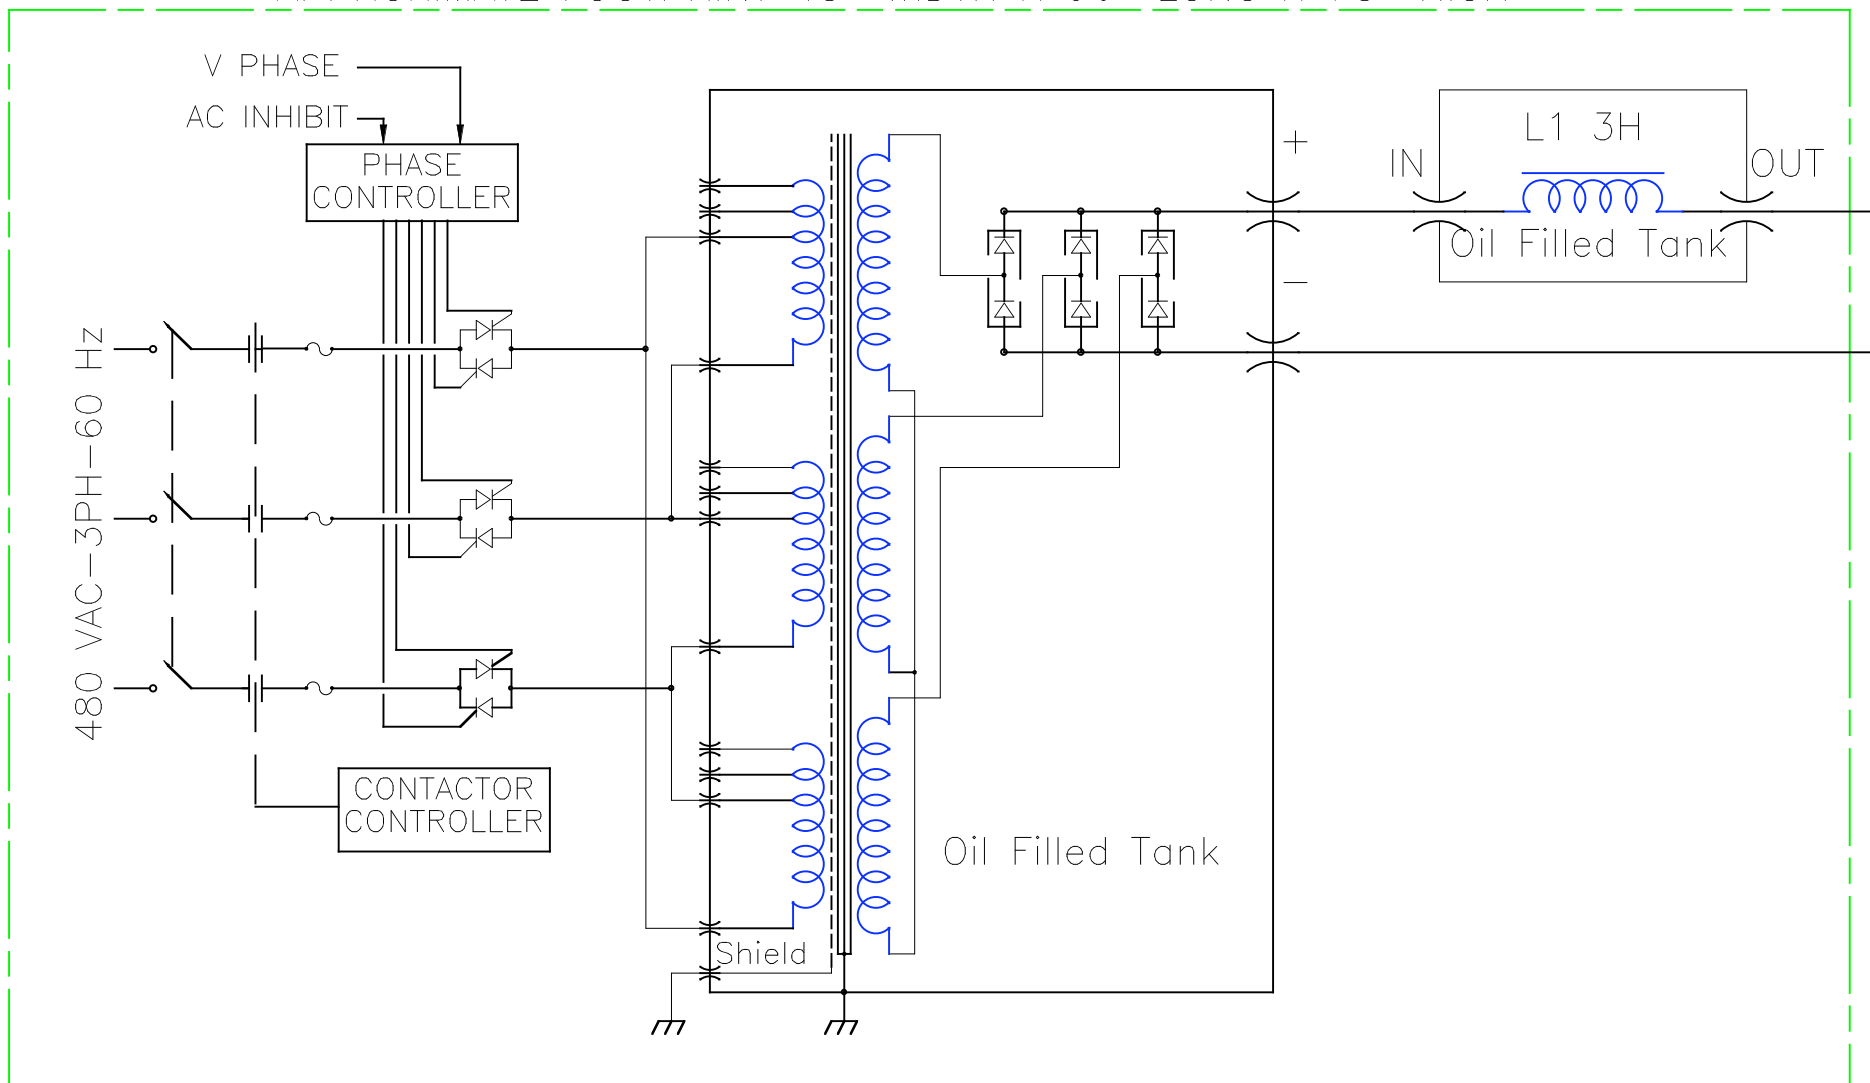 V PHASE
AC INHIBIT
PHASE
CONTROLLER
480 VAC-3PH-60 Hz
CONTACTOR
CONTROLLER
Shield
Oil Filled Tank
+
-
IN
L1 3H
OUT
Oil Filled Tank